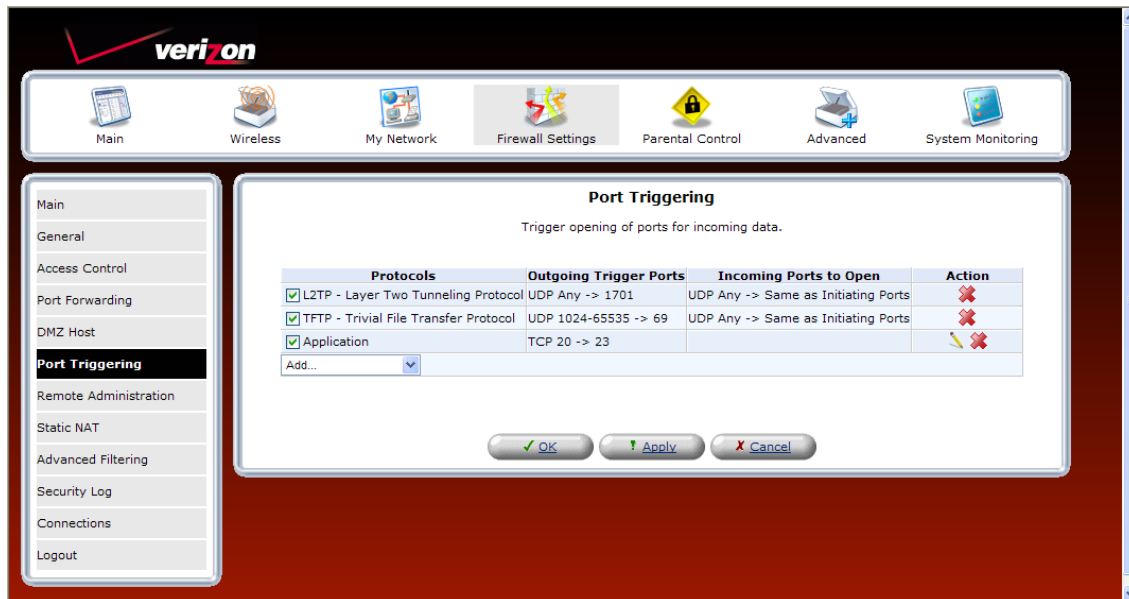 verizon
Main Wireless My Network Firewall Settings Parental Control Advanced System Monitoring
Main
General
Access Control
Port Forwarding
DMZ Host
Port Triggering
Remote Administration
Static NAT
Advanced Filtering
Security Log
Connections
Logout
Port Triggering
Trigger opening of ports for incoming data.
Protocols Outgoing Trigger Ports Incoming Ports to Open Action
L2TP - Layer Two Tunneling Protocol UDP Any -> 1701 UDP Any -> Same as Initiating Ports
TFTP - Trivial File Transfer Protocol UDP 1024-65535 -> 69 UDP Any -> Same as Initiating Ports
Application TCP 20 -> 23
Add...
OK Apply Cancel